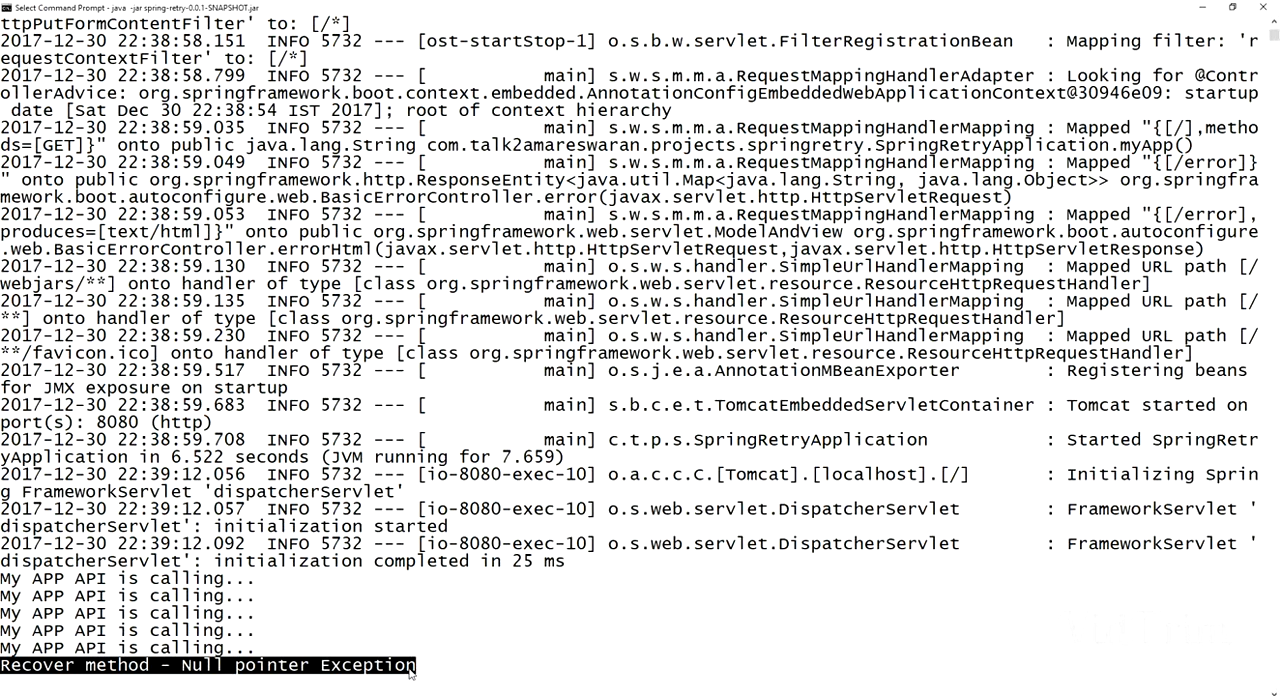 Select Command Prompt - java  -jar spring-retry-0.0.1-SNAPSHOT.jar
ttpPutFormContentFilter' to: [/*]
2017-12-30 22:38:58.151  INFO 5732 --- [ost-startStop-1] o.s.b.w.servlet.FilterRegistrationBean   : Mapping filter: 'r
equestContextFilter' to: [/*]
2017-12-30 22:38:58.799  INFO 5732 --- [           main] s.w.s.m.m.a.RequestMappingHandlerAdapter : Looking for @Contr
ollerAdvice: org.springframework.boot.context.embedded.AnnotationConfigEmbeddedWebApplicationContext@30946e09: startup
 date [Sat Dec 30 22:38:54 IST 2017]; root of context hierarchy
2017-12-30 22:38:59.035  INFO 5732 --- [           main] s.w.s.m.m.a.RequestMappingHandlerMapping : Mapped "{[/],metho
ds=[GET]}" onto public java.lang.String com.talk2amareswaran.projects.springretry.SpringRetryApplication.myApp()
2017-12-30 22:38:59.049  INFO 5732 --- [           main] s.w.s.m.m.a.RequestMappingHandlerMapping : Mapped "{[/error]}
" onto public org.springframework.http.ResponseEntity<java.util.Map<java.lang.String, java.lang.Object>> org.springfra
mework.boot.autoconfigure.web.BasicErrorController.error(javax.servlet.http.HttpServletRequest)
2017-12-30 22:38:59.053  INFO 5732 --- [           main] s.w.s.m.m.a.RequestMappingHandlerMapping : Mapped "{[/error],
produces=[text/html]}" onto public org.springframework.web.servlet.ModelAndView org.springframework.boot.autoconfigure
.web.BasicErrorController.errorHtml(javax.servlet.http.HttpServletRequest,javax.servlet.http.HttpServletResponse)
2017-12-30 22:38:59.130  INFO 5732 --- [           main] o.s.w.s.handler.SimpleUrlHandlerMapping  : Mapped URL path [/
webjars/**] onto handler of type [class org.springframework.web.servlet.resource.ResourceHttpRequestHandler]
2017-12-30 22:38:59.135  INFO 5732 --- [           main] o.s.w.s.handler.SimpleUrlHandlerMapping  : Mapped URL path [/
**] onto handler of type [class org.springframework.web.servlet.resource.ResourceHttpRequestHandler]
2017-12-30 22:38:59.230  INFO 5732 --- [           main] o.s.w.s.handler.SimpleUrlHandlerMapping  : Mapped URL path [/
**/favicon.ico] onto handler of type [class org.springframework.web.servlet.resource.ResourceHttpRequestHandler]
2017-12-30 22:38:59.517  INFO 5732 --- [           main] o.s.j.e.a.AnnotationMBeanExporter        : Registering beans 
for JMX exposure on startup
2017-12-30 22:38:59.683  INFO 5732 --- [           main] s.b.c.e.t.TomcatEmbeddedServletContainer : Tomcat started on 
port(s): 8080 (http)
2017-12-30 22:38:59.708  INFO 5732 --- [           main] c.t.p.s.SpringRetryApplication           : Started SpringRetr
yApplication in 6.522 seconds (JVM running for 7.659)
2017-12-30 22:39:12.056  INFO 5732 --- [io-8080-exec-10] o.a.c.c.C.[Tomcat].[localhost].[/]       : Initializing Sprin
g FrameworkServlet 'dispatcherServlet'
2017-12-30 22:39:12.057  INFO 5732 --- [io-8080-exec-10] o.s.web.servlet.DispatcherServlet        : FrameworkServlet '
dispatcherServlet': initialization started
2017-12-30 22:39:12.092  INFO 5732 --- [io-8080-exec-10] o.s.web.servlet.DispatcherServlet        : FrameworkServlet '
dispatcherServlet': initialization completed in 25 ms
My APP API is calling...
My APP API is calling...
My APP API is calling...
My APP API is calling...
My APP API is calling...
Recover method - Null pointer Exception